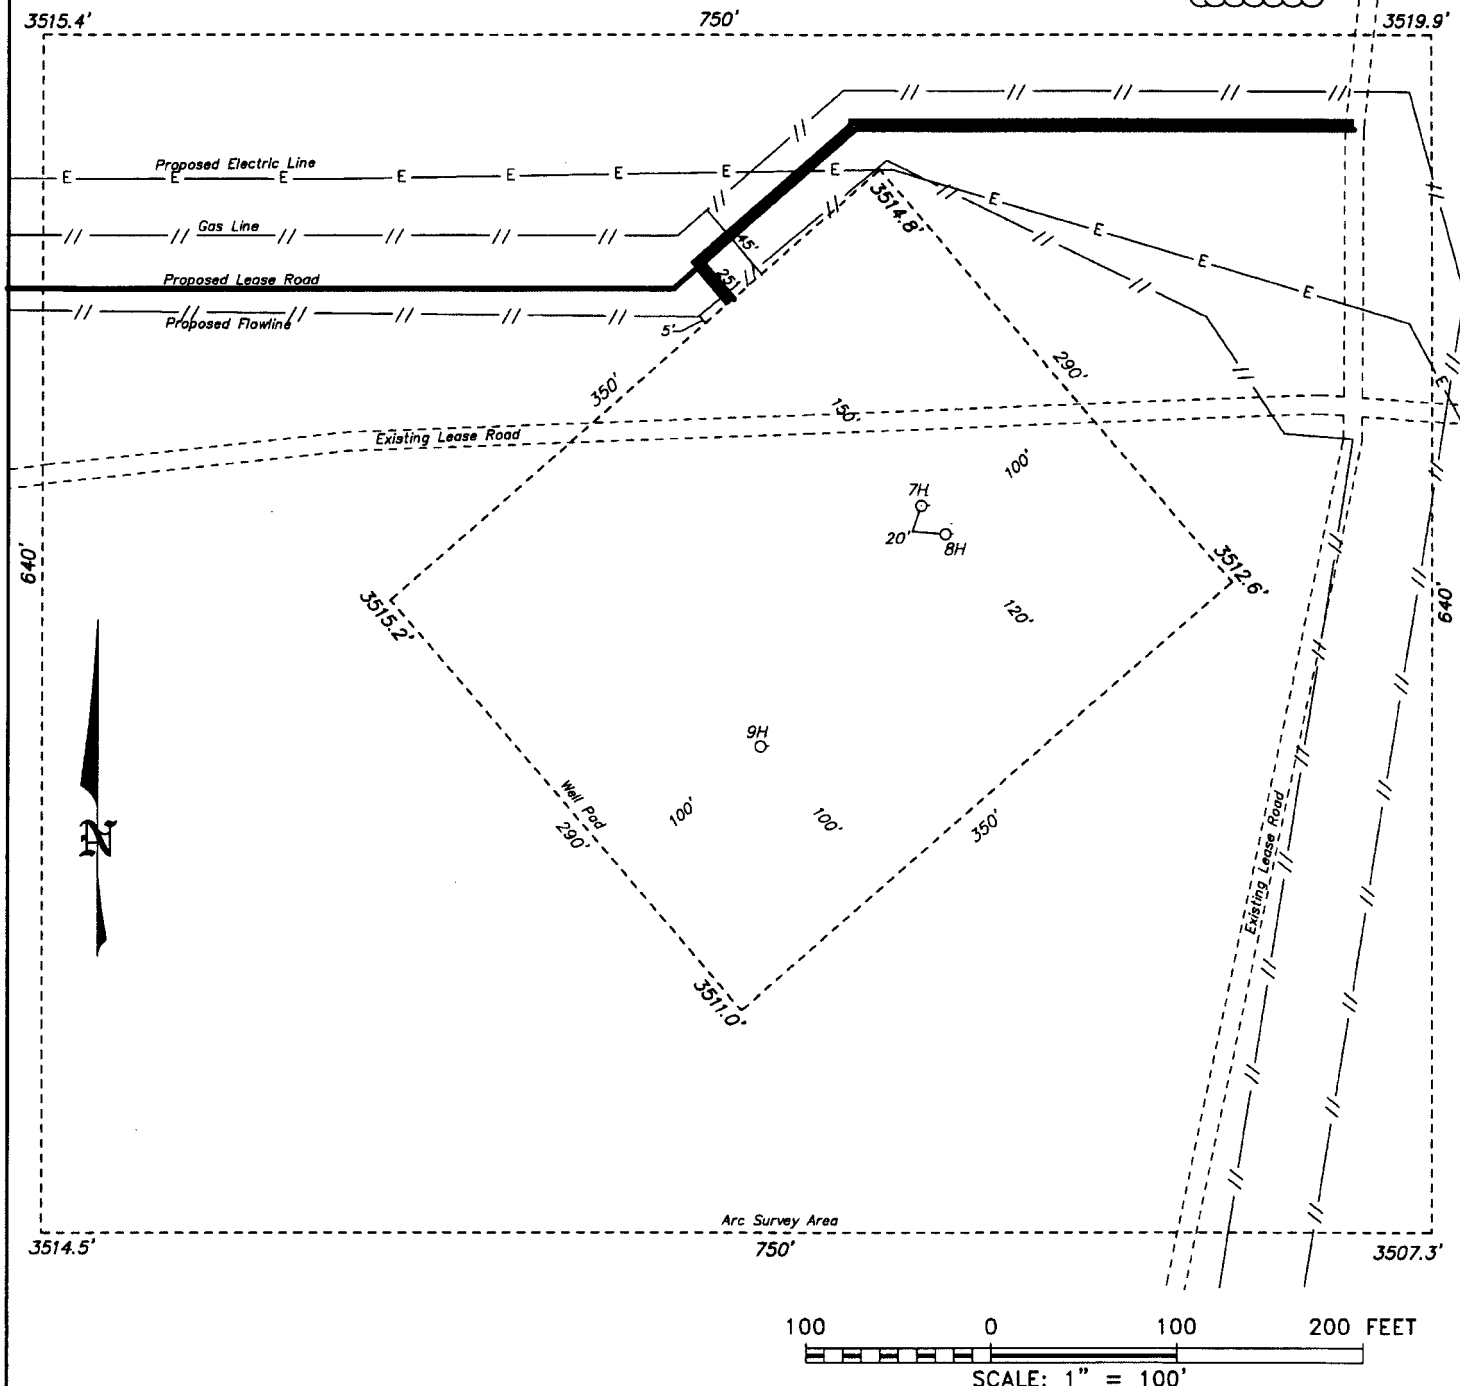 3515.4'
750'
3519.9'
Proposed Electric Line
E E E E E E E E
Gas Line
Proposed Lease Road
Proposed Flowline
45'
25'
5'
3514.8'
E
E
E
E
E
350'
290'
150'
Existing Lease Road
100'
7H
20'
8H
640'
3515.2'
3512.6'
640'
120'
9H
Well Pad
290'
100'
100'
350'
Existing Lease Road
N
3511.0'
Arc Survey Area
3514.5'
750'
3507.3'
100 0 100 200 FEET
SCALE: 1" = 100'